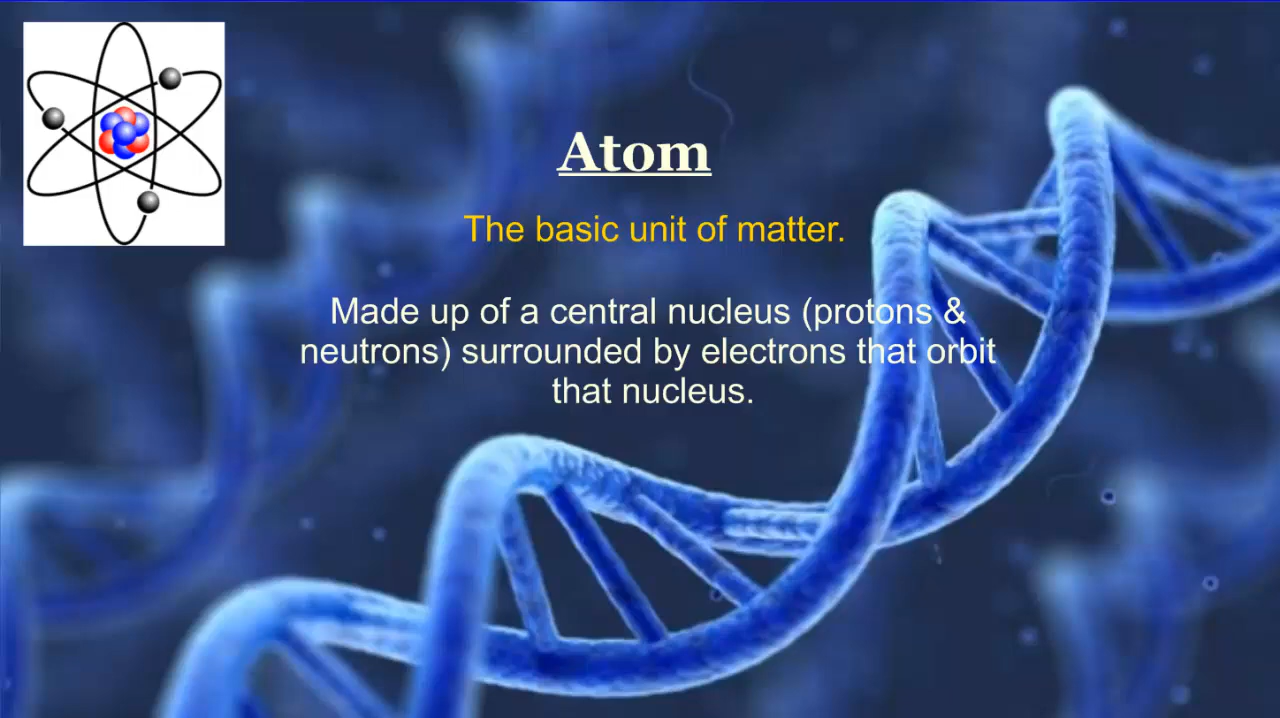 Atom
The basic unit of matter.
Made up of a central nucleus (protons &
neutrons) surrounded by electrons that orbit
that nucleus.